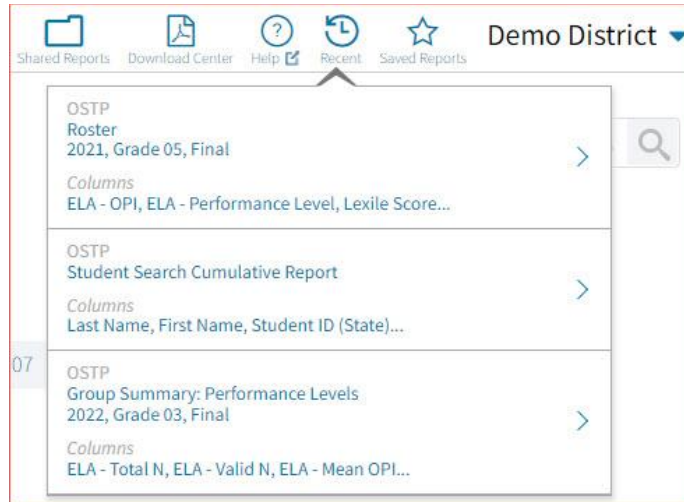 Shared Reports Download Center Help Recent Saved Reports Demo District
OSTP
Roster
2021, Grade 05, Final
Columns
ELA - OPI, ELA - Performance Level, Lexile Score...
OSTP
Student Search Cumulative Report
Columns
Last Name, First Name, Student ID (State)...
07
OSTP
Group Summary: Performance Levels
2022, Grade 03, Final
Columns
ELA - Total N, ELA - Valid N, ELA - Mean OPI...